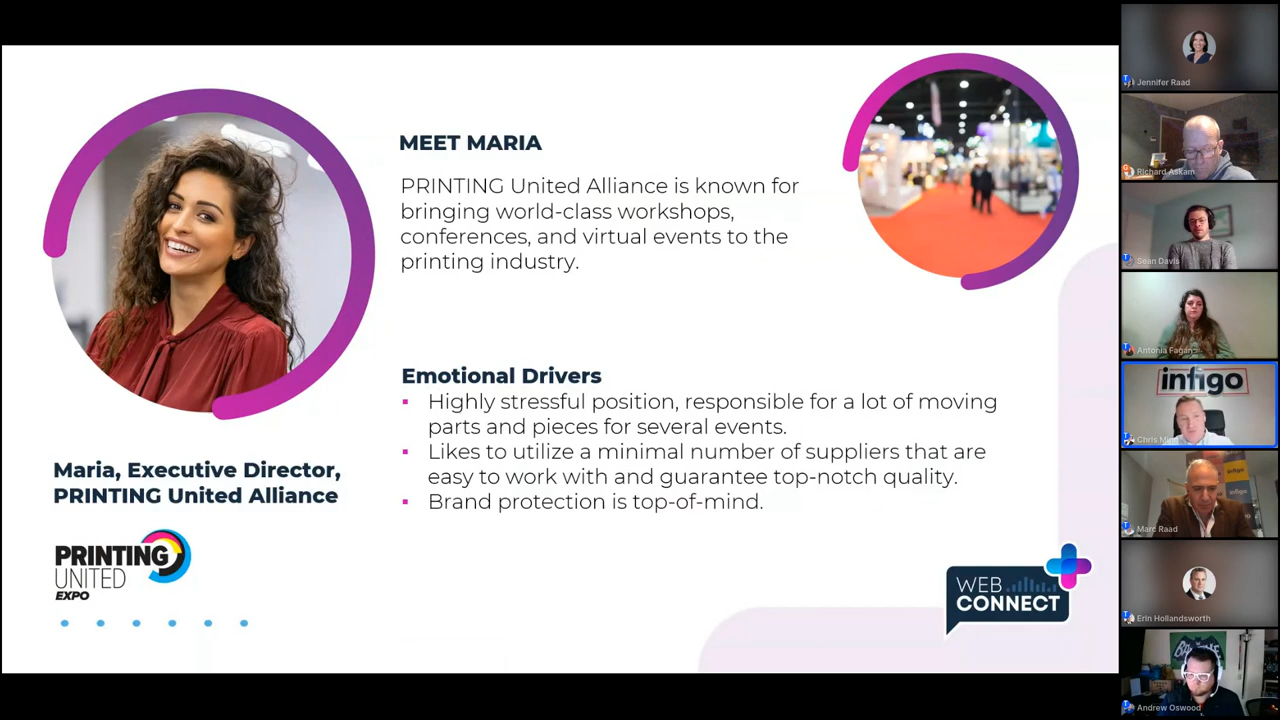 MEET MARIA
PRINTING United Alliance is known for
bringing world-class workshops,
conferences, and virtual events to the
printing industry.
Emotional Drivers
Highly stressful position, responsible for a lot of moving
parts and pieces for several events.
Likes to utilize a minimal number of suppliers that are
easy to work with and guarantee top-notch quality.
Brand protection is top-of-mind.
Maria, Executive Director,
PRINTING United Alliance
PRINTING
UNITED
EXPO
WEB
CONNECT
Jennifer Raad
Richard Askam
Sean Davis
Antonia Fagan
infigo
Chris
infigo
Marc Raad
Erin Hollandsworth
Andrew Oswood